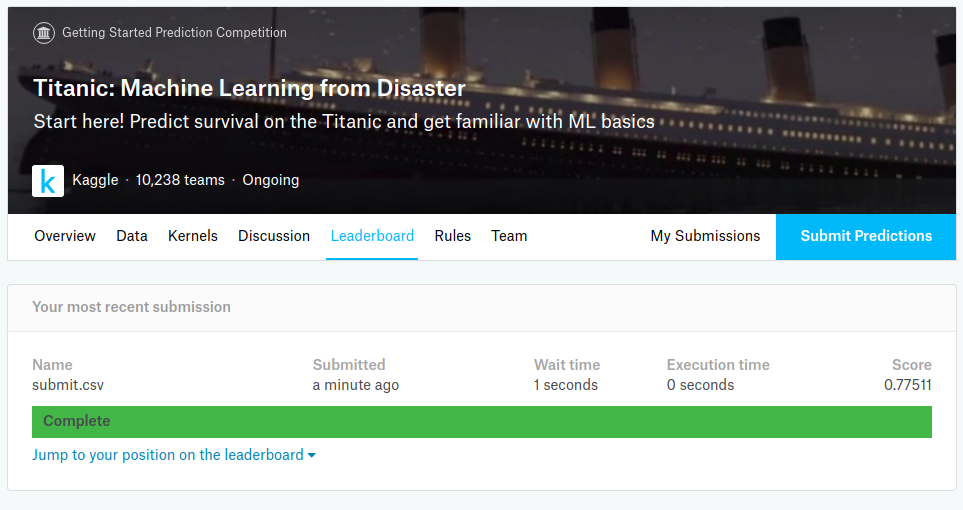 Getting Started Prediction Competition
Titanic: Machine Learning from Disaster
Start here! Predict survival on the Titanic and get familiar with ML basics
k Kaggle · 10,238 teams · Ongoing
Overview Data Kernels Discussion Leaderboard Rules Team My Submissions Submit Predictions
Your most recent submission
Name Submitted Wait time Execution time Score
submit.csv a minute ago 1 seconds 0 seconds 0.77511
Complete
Jump to your position on the leaderboard